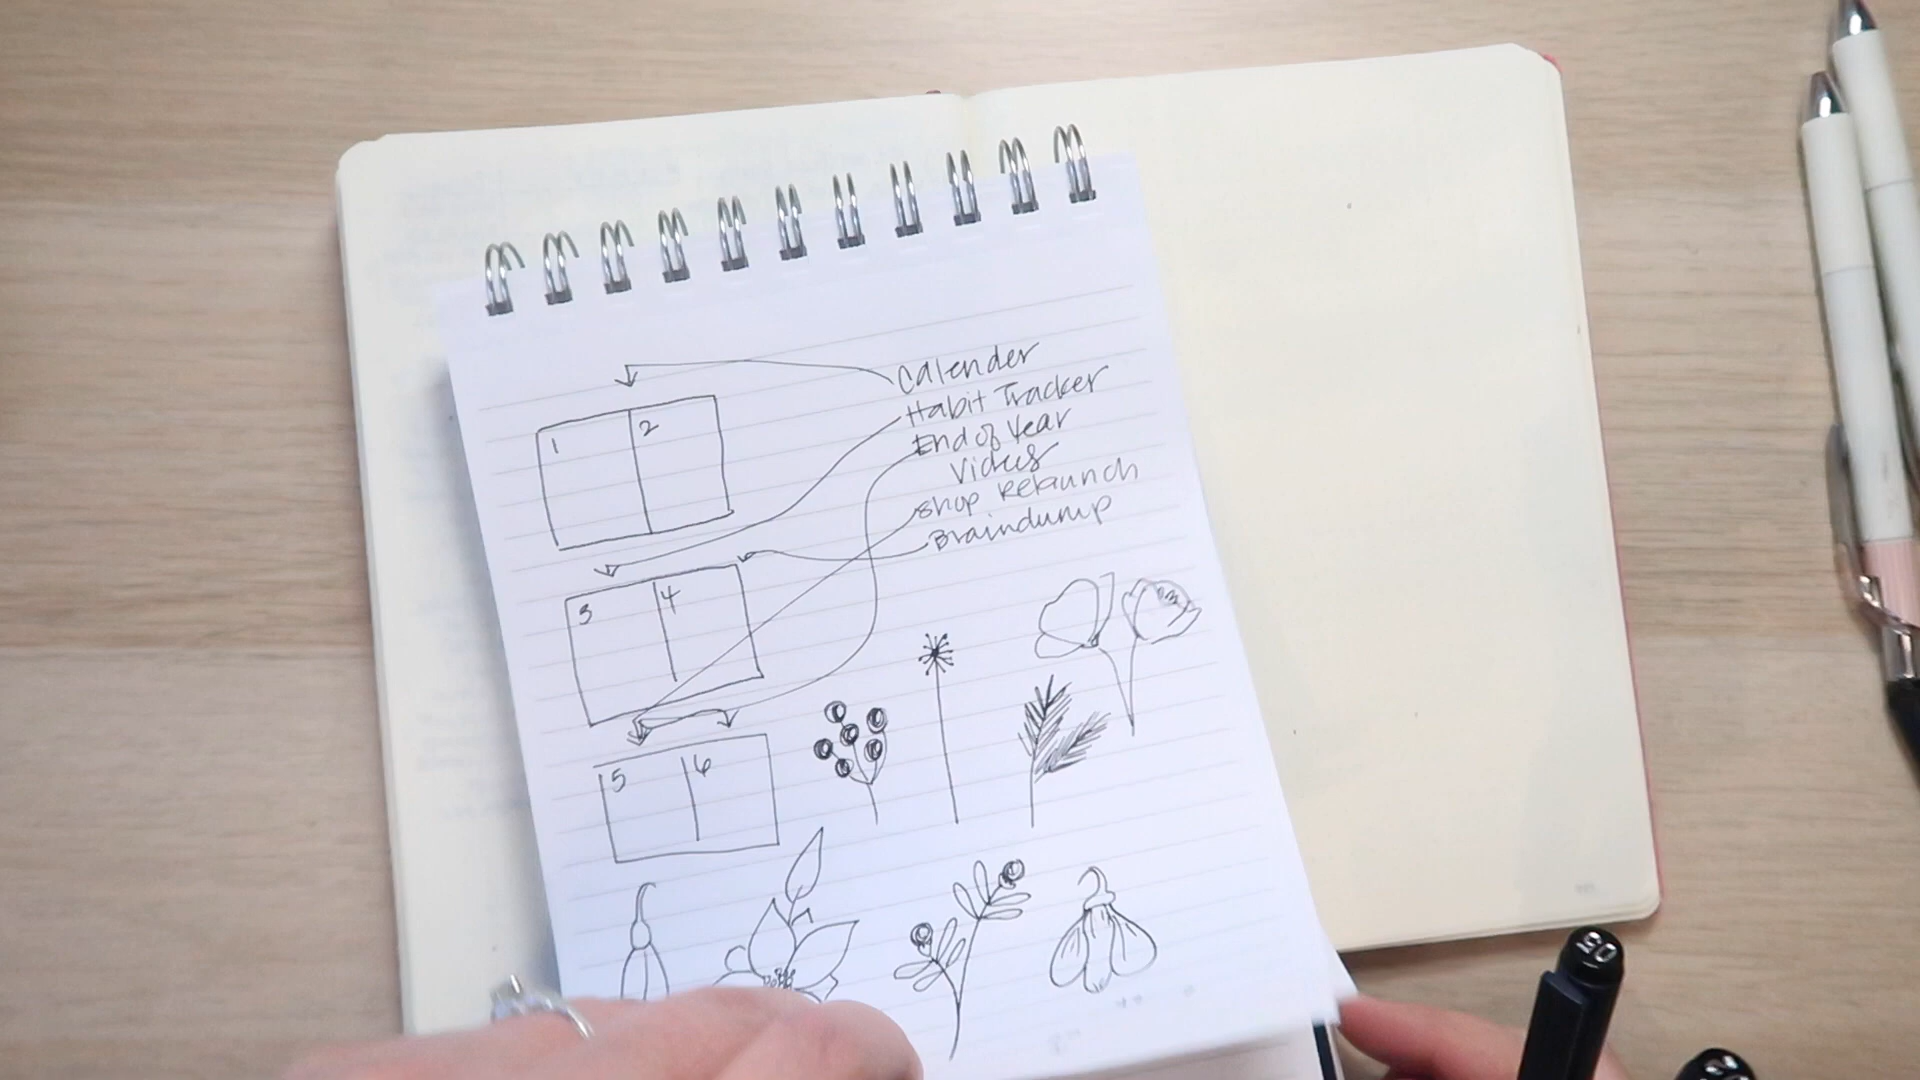 Calender
Habit Tracker
End of Year
Videos
Shop Relaunch
Braindump
1 2
3 4
5 6
05